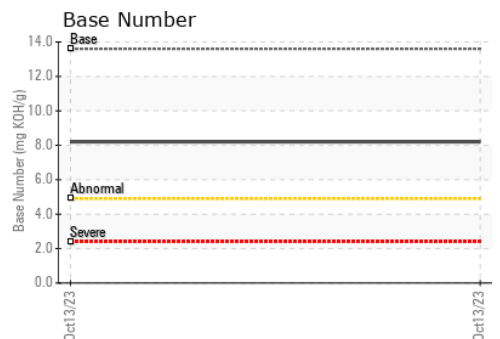 Base Number
Base Number (mg KOH/g)
14.0
12.0
10.0
8.0
6.0
4.0
2.0
0.0
Base
Abnormal
Severe
Oct13/23
Oct13/23